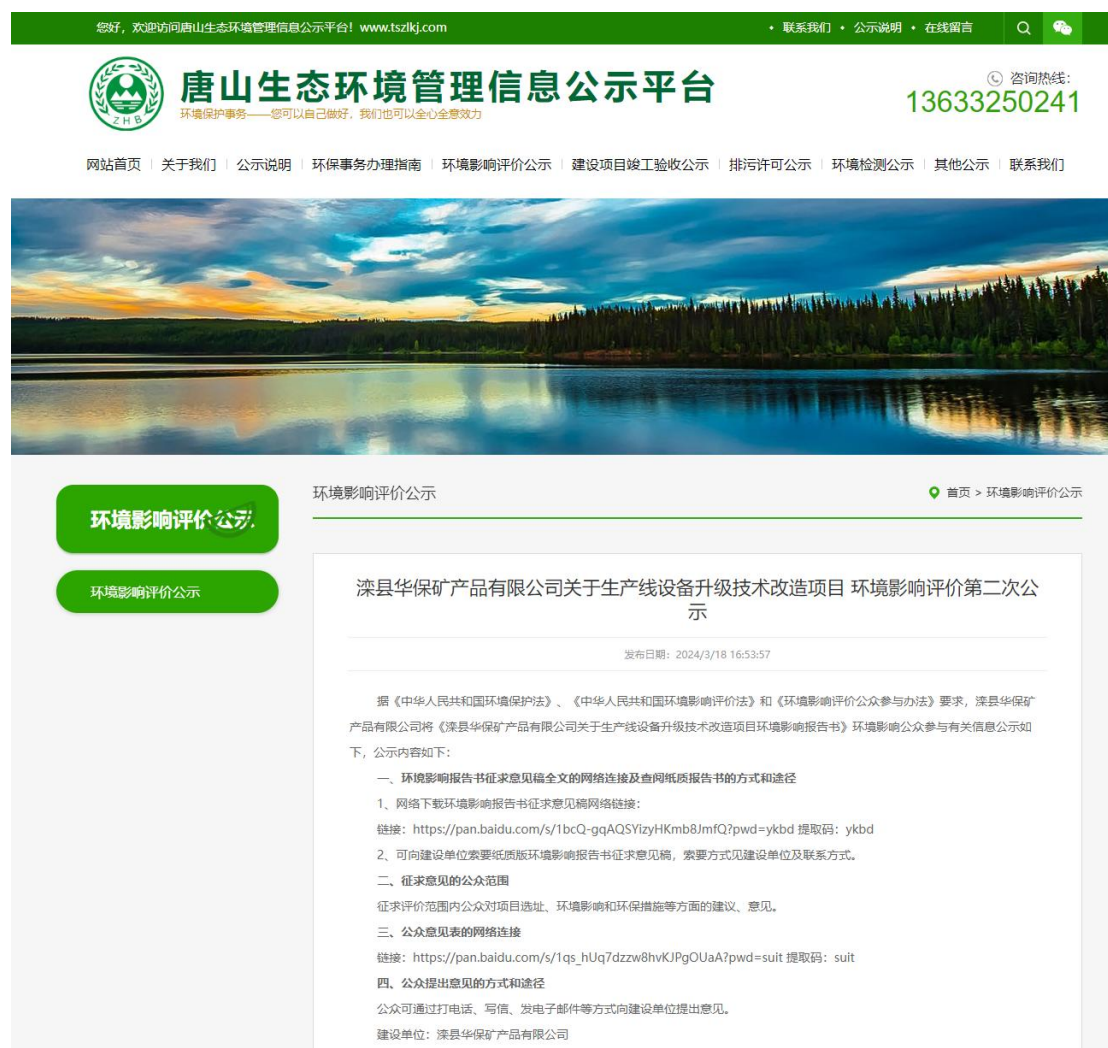 您好，欢迎访问唐山生态环境管理信息公示平台！www.tszlkj.com
• 联系我们 • 公示说明 • 在线留言
ZHB
唐山生态环境管理信息公示平台
环境保护事务——您可以自己做好，我们也可以全心全意效力
咨询热线：
13633250241
网站首页 关于我们 公示说明 环保事务办理指南 环境影响评价公示 建设项目竣工验收公示 排污许可公示 环境检测公示 其他公示 联系我们
环境影响评价公示
环境影响评价公示
环境影响评价公示
首页 > 环境影响评价公示
滦县华保矿产品有限公司关于生产线设备升级技术改造项目 环境影响评价第二次公
示
发布日期：2024/3/18 16:53:57
据《中华人民共和国环境保护法》、《中华人民共和国环境影响评价法》和《环境影响评价公众参与办法》要求，滦县华保矿
产品有限公司将《滦县华保矿产品有限公司关于生产线设备升级技术改造项目环境影响报告书》环境影响公众参与有关信息公示如
下，公示内容如下：
一、环境影响报告书征求意见稿全文的网络连接及查阅纸质报告书的方式和途径
1、网络下载环境影响报告书征求意见稿网络链接：
链接：https://pan.baidu.com/s/1bcQ-gqAQSYizyHKmb8JmfQ?pwd=ykbd 提取码：ykbd
2、可向建设单位索要纸质版环境影响报告书征求意见稿，索要方式见建设单位及联系方式。
二、征求意见的公众范围
征求评价范围内公众对项目选址、环境影响和环保措施等方面的建议、意见。
三、公众意见表的网络连接
链接：https://pan.baidu.com/s/1qs_hUq7dzzw8hvKJPgOUaA?pwd=suit 提取码：suit
四、公众提出意见的方式和途径
公众可通过打电话、写信、发电子邮件等方式向建设单位提出意见。
建设单位：滦县华保矿产品有限公司